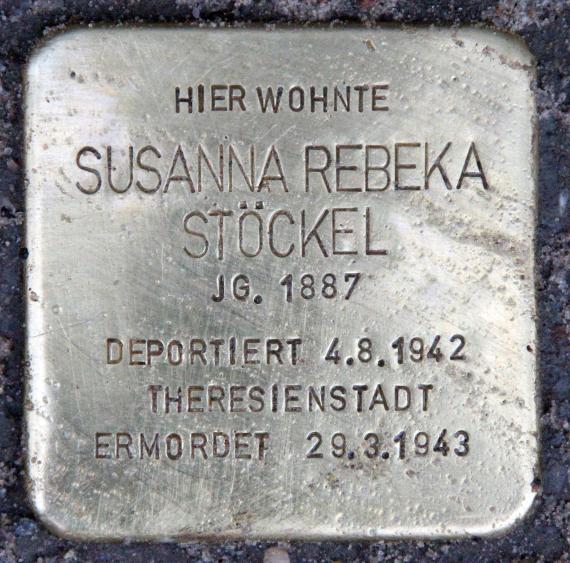 HIER WOHNTE
SUSANNA REBEKA
STÖCKEL
JG. 1887
DEPORTIERT 4.8.1942
THERESIENSTADT
ERMORDET 29.3.1943